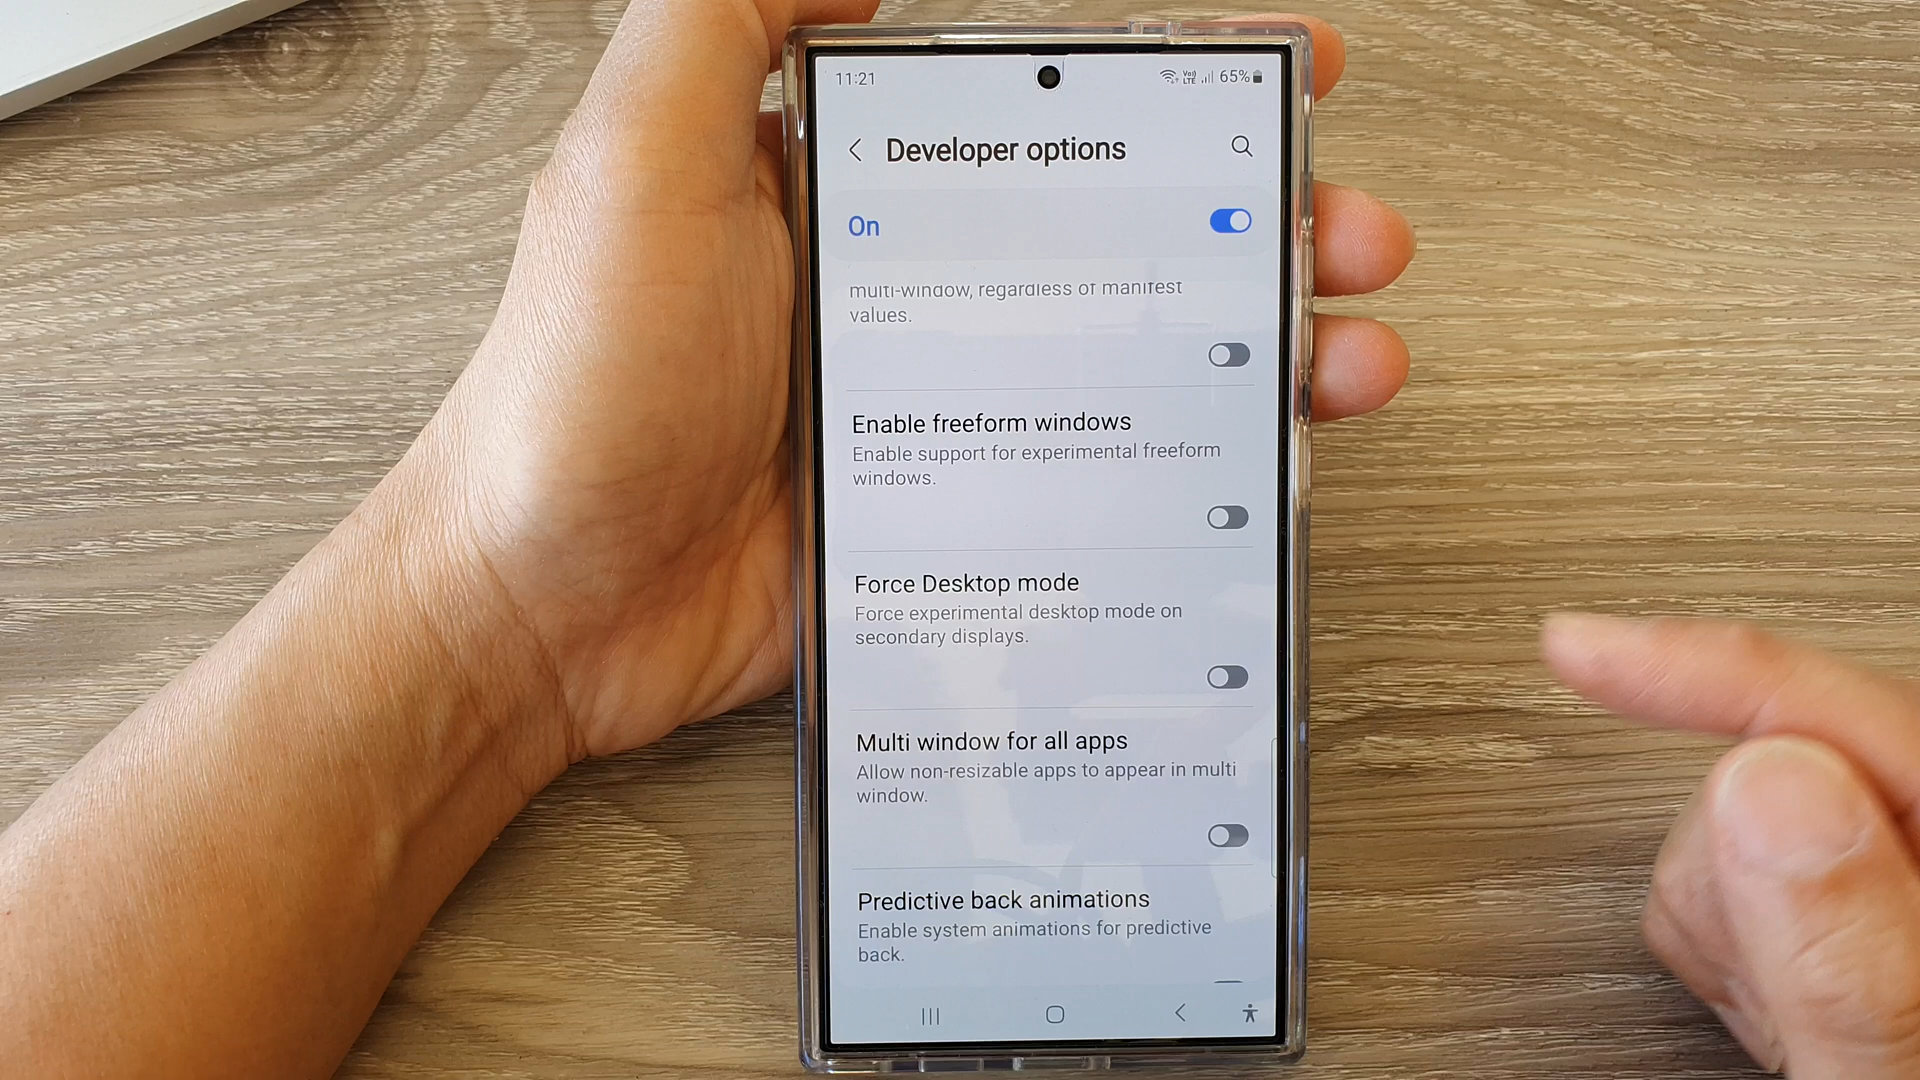 11:21
Vo) LTE 65%
Developer options
On
multi-window, regardless of manifest
values.
Enable freeform windows
Enable support for experimental freeform
windows.
Force Desktop mode
Force experimental desktop mode on
secondary displays.
Multi window for all apps
Allow non-resizable apps to appear in multi
window.
Predictive back animations
Enable system animations for predictive
back.